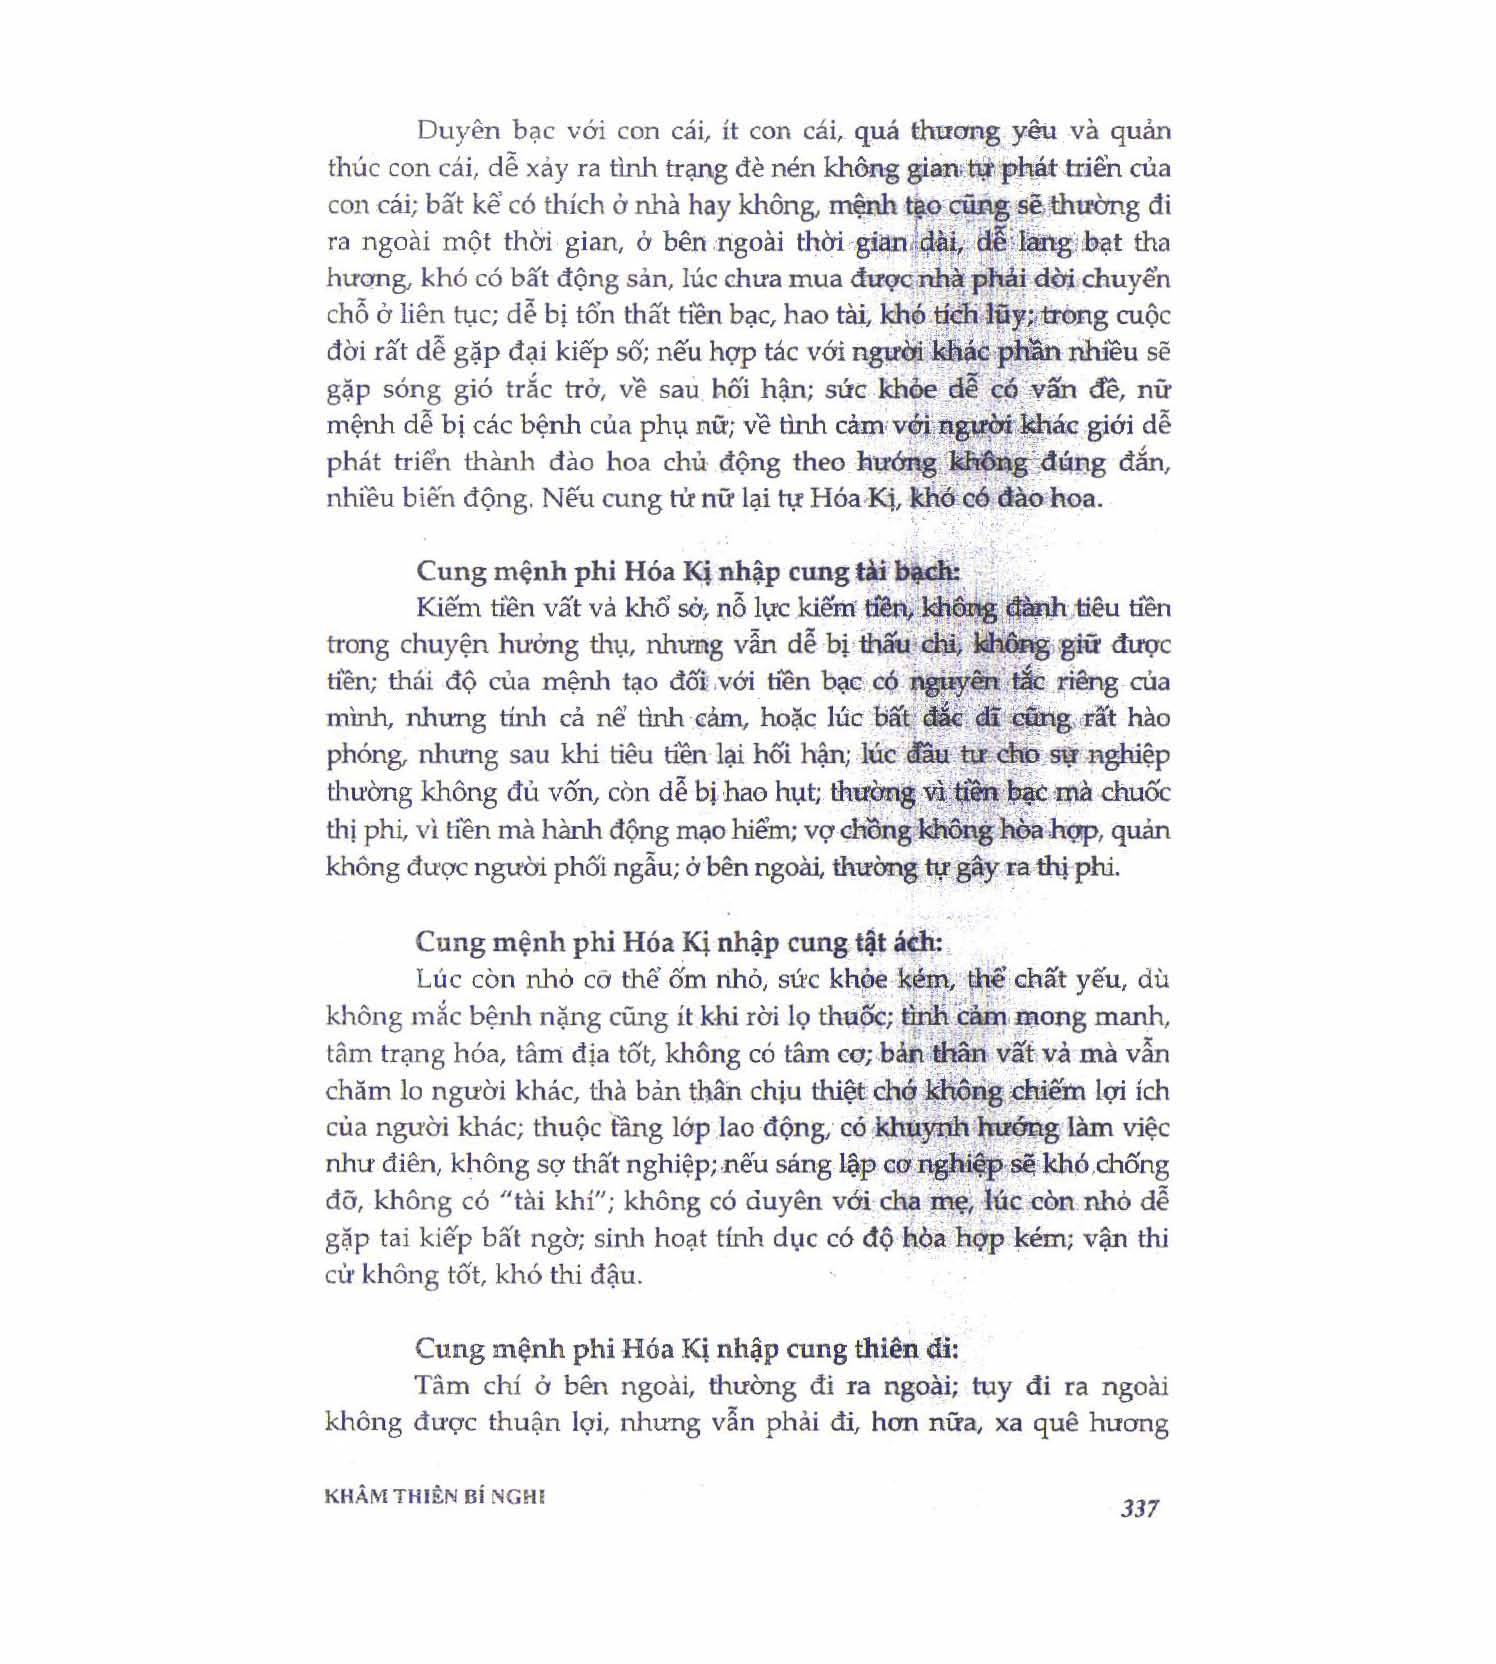 Duyên bạc với con cái, ít con cái, quá thương yêu và quản
thúc con cái, dễ xảy ra tình trạng đè nén không gian tự phát triển của
con cái; bất kể có thích ở nhà hay không, mệnh tạo cũng sẽ thường đi
ra ngoài một thời gian, ở bên ngoài thời gian dài, dễ lang bạt tha
hương, khó có bất động sản, lúc chưa mua được nhà phải dời chuyển
chỗ ở liên tục; dễ bị tổn thất tiền bạc, hao tài, khó tích lũy; trong cuộc
đời rất dễ gặp đại kiếp số; nếu hợp tác với người khác phần nhiều sẽ
gặp sóng gió trắc trở, về sau hối hận; sức khỏe dễ có vấn đề, nữ
mệnh dễ bị các bệnh của phụ nữ; về tình cảm với người khác giới dễ
phát triển thành đào hoa chủ động theo hướng không đúng đắn,
nhiều biến động. Nếu cung tử nữ lại tự Hóa Kị, khó có đào hoa.
Cung mệnh phi Hóa Kị nhập cung tài bạch:
Kiếm tiền vất vả khổ sở, nỗ lực kiếm tiền, không đành tiêu tiền
trong chuyện hưởng thụ, nhưng vẫn dễ bị thấu chi, không giữ được
tiền; thái độ của mệnh tạo đối với tiền bạc có nguyên tắc riêng của
mình, nhưng tính cả nể tình cảm, hoặc lúc bất đắc dĩ cũng rất hào
phóng, nhưng sau khi tiêu tiền lại hối hận; lúc đầu tư cho sự nghiệp
thường không đủ vốn, còn dễ bị hao hụt; thường vì tiền bạc mà chuốc
thị phi, vì tiền mà hành động mạo hiểm; vợ chồng không hòa hợp, quản
không được người phối ngẫu; ở bên ngoài, thường tự gây ra thị phi.
Cung mệnh phi Hóa Kị nhập cung tật ách:
Lúc còn nhỏ cơ thể ốm nhỏ, sức khỏe kém, thể chất yếu, dù
không mắc bệnh nặng cũng ít khi rời lọ thuốc; tình cảm mong manh,
tâm trạng hóa, tâm địa tốt, không có tâm cơ; bản thân vất vả mà vẫn
chăm lo người khác, thà bản thân chịu thiệt chớ không chiếm lợi ích
của người khác; thuộc tầng lớp lao động, có khuynh hướng làm việc
như điên, không sợ thất nghiệp; nếu sáng lập cơ nghiệp sẽ khó chống
đỡ, không có "tài khí"; không có duyên với cha mẹ, lúc còn nhỏ dễ
gặp tai kiếp bất ngờ; sinh hoạt tính dục có độ hòa hợp kém; vận thi
cử không tốt, khó thi đậu.
Cung mệnh phi Hóa Kị nhập cung thiên di:
Tâm chí ở bên ngoài, thường đi ra ngoài; tuy đi ra ngoài
không được thuận lợi, nhưng vẫn phải đi, hơn nữa, xa quê hương
KHÂM THIÊN BÍ NGHI
337